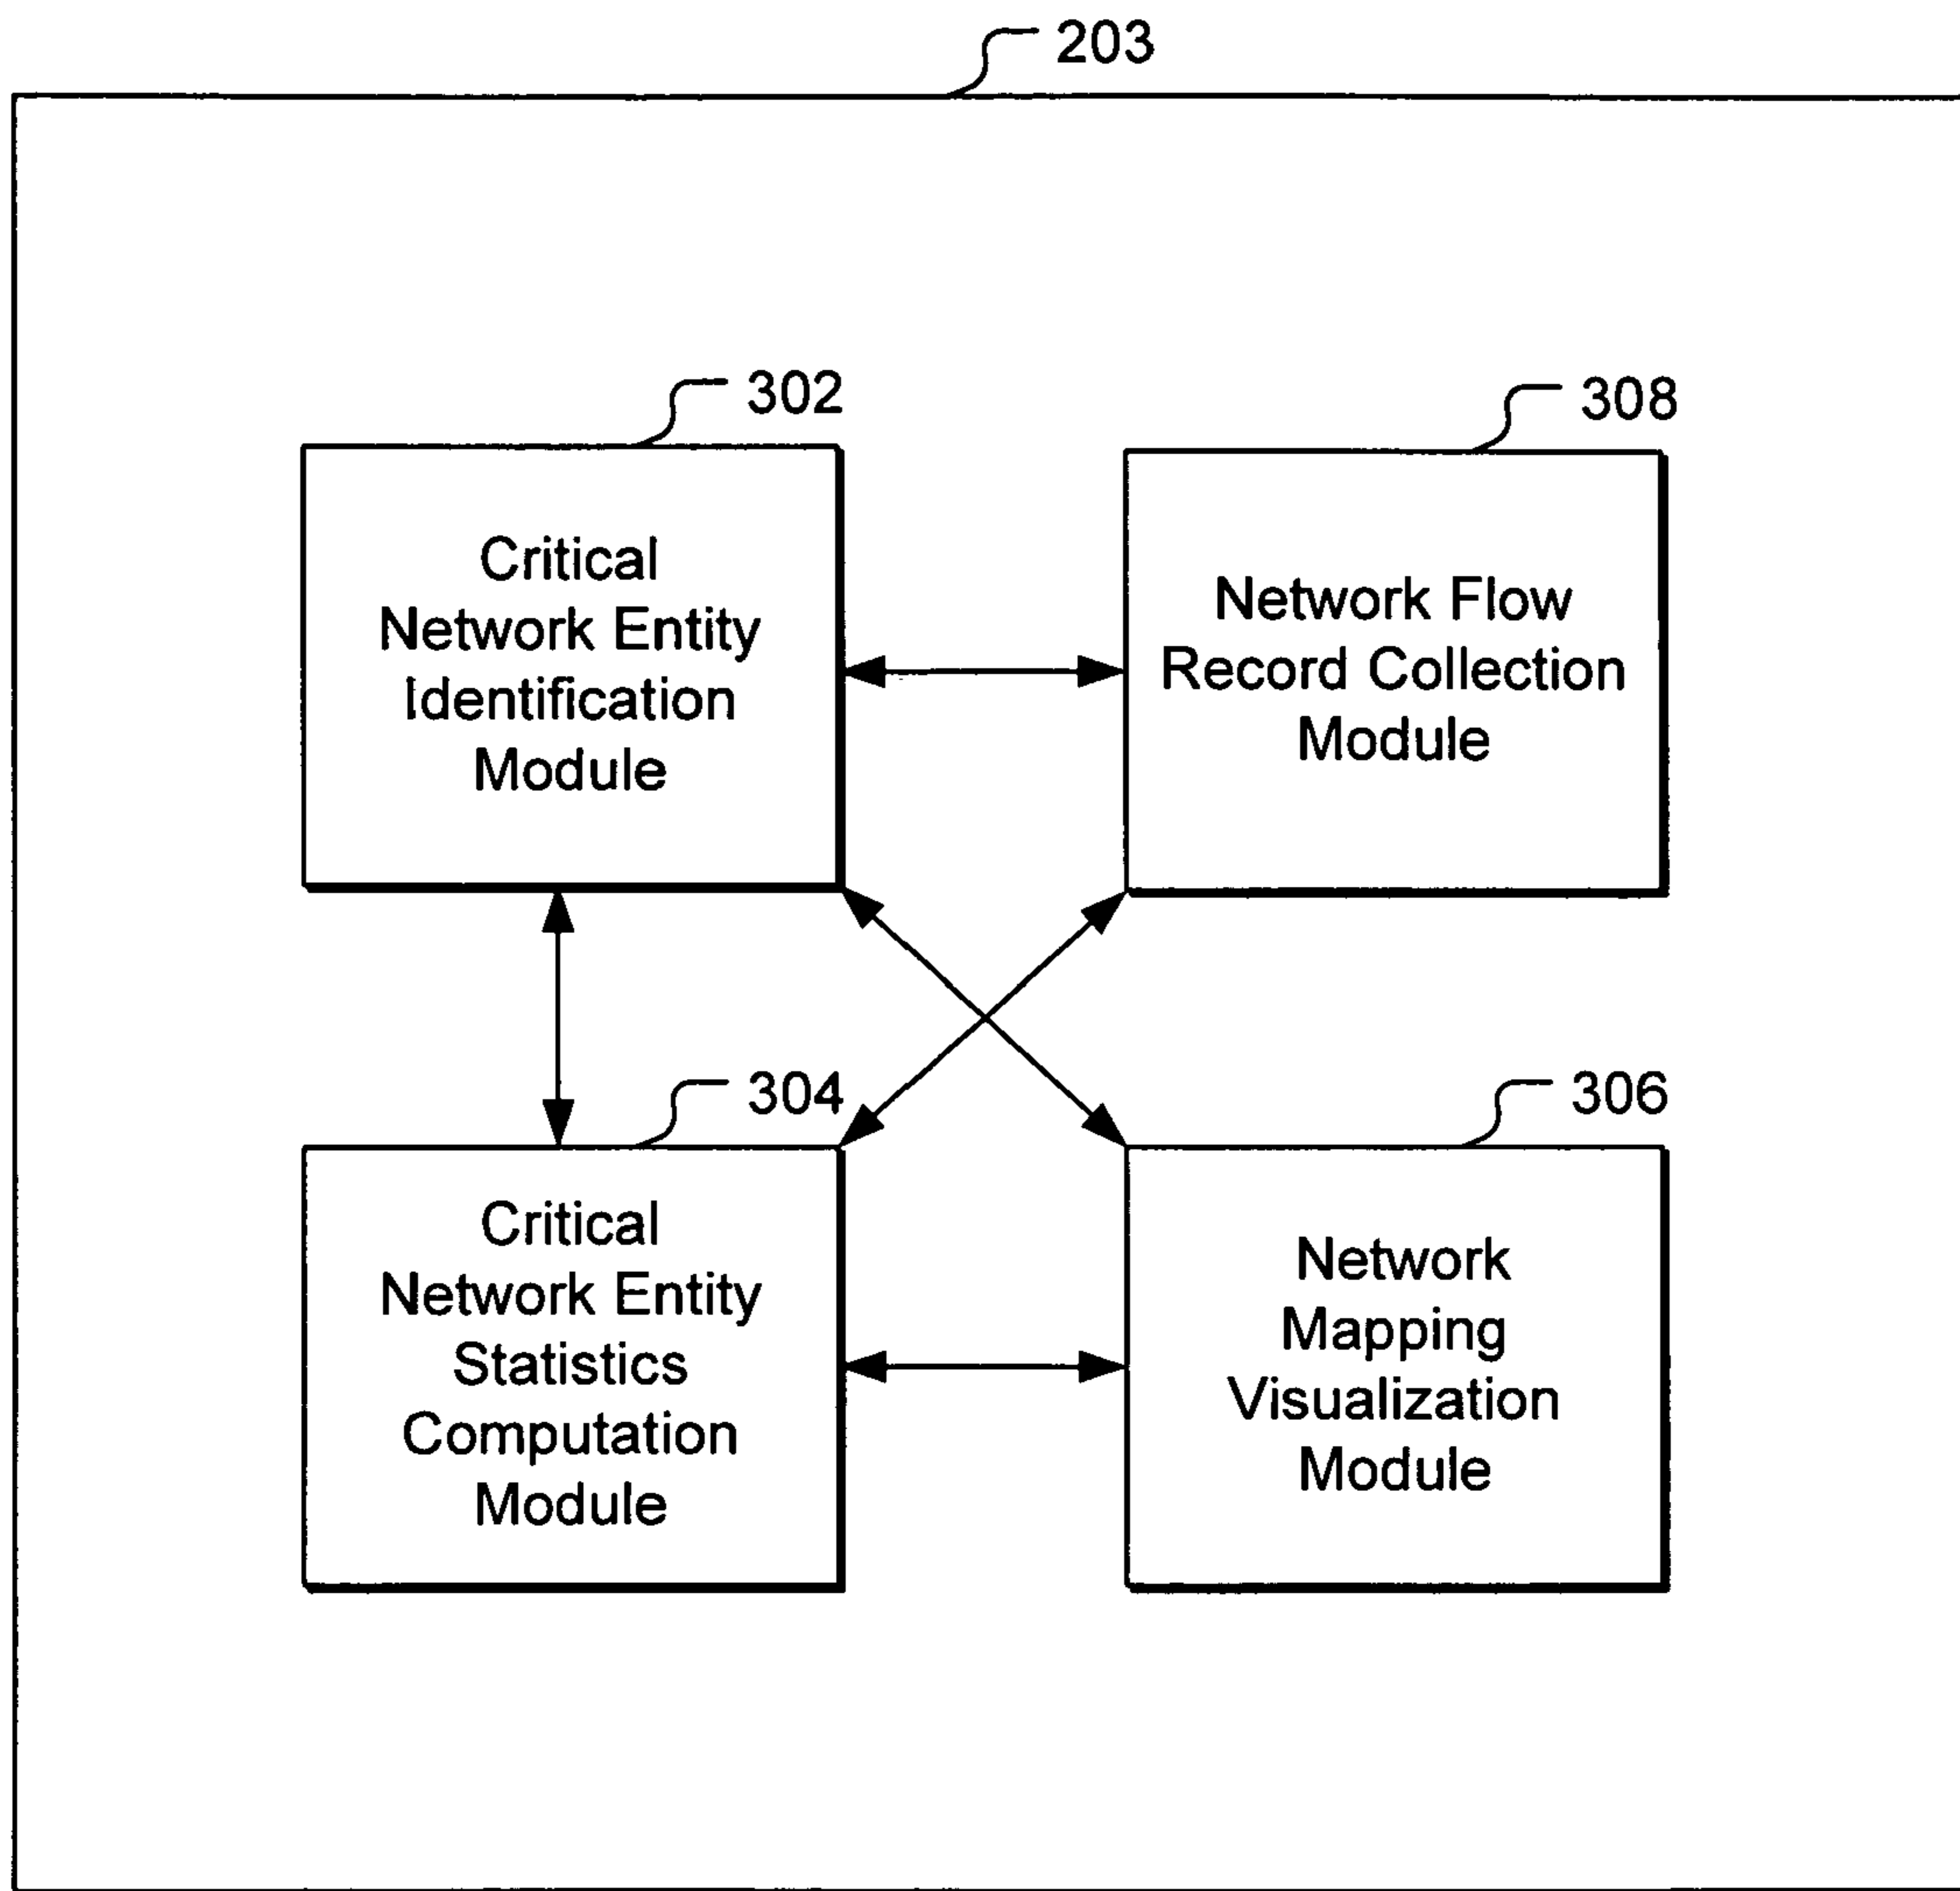 203
302
Critical
Network Entity
Identification
Module
308
Network Flow
Record Collection
Module
304
Critical
Network Entity
Statistics
Computation
Module
306
Network
Mapping
Visualization
Module